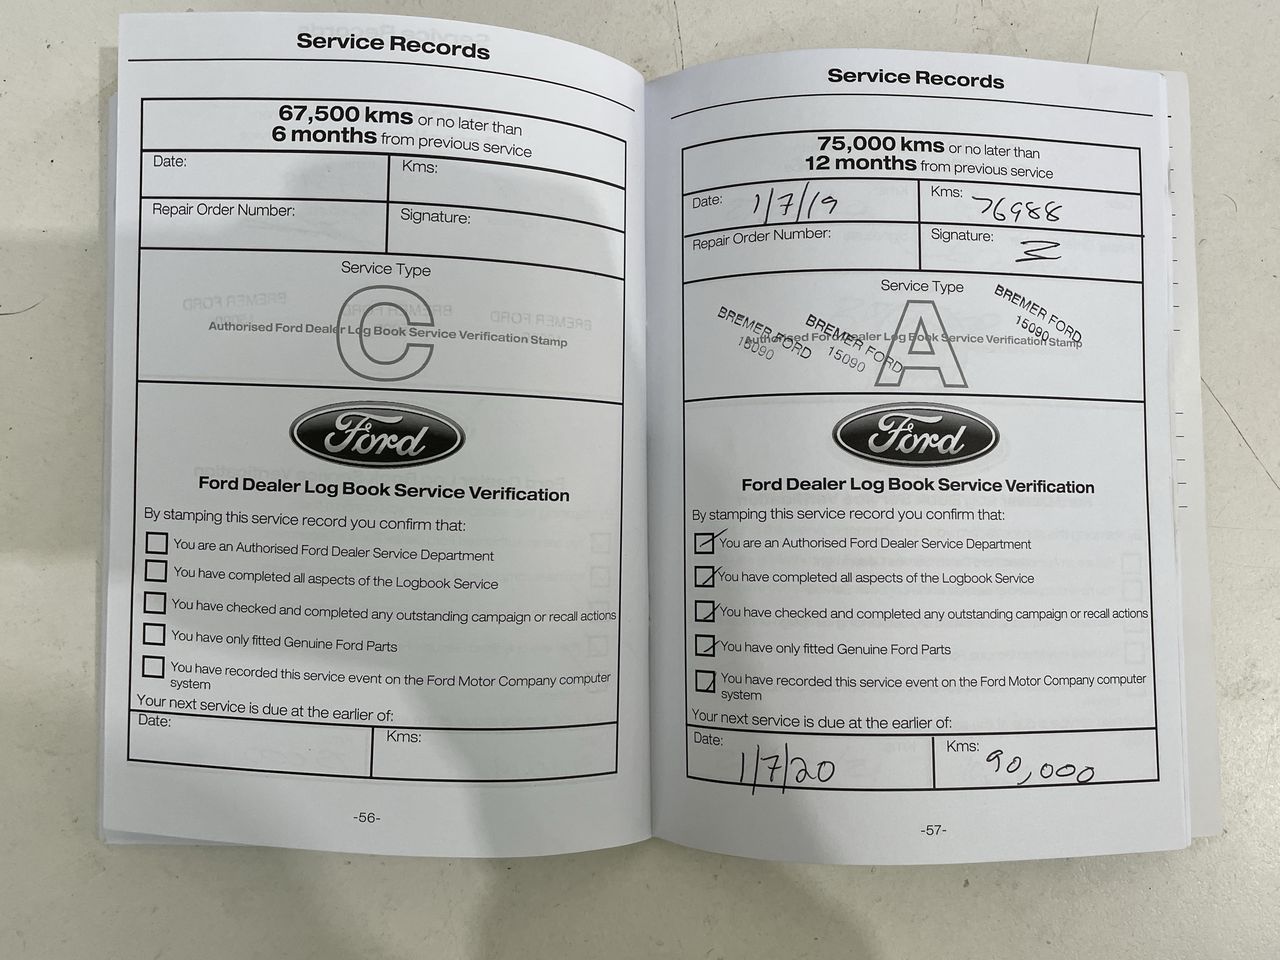 Service Records
67,500 kms or no later than
6 months from previous service
Date:
Kms:
Repair Order Number:
Signature:
Service Type
C
Authorised Ford Dealer Log Book Service Verification Stamp
Ford
Ford Dealer Log Book Service Verification
By stamping this service record you confirm that:
You are an Authorised Ford Dealer Service Department
You have completed all aspects of the Logbook Service
You have checked and completed any outstanding campaign or recall actions
You have only fitted Genuine Ford Parts
You have recorded this service event on the Ford Motor Company computer
system
Your next service is due at the earlier of:
Date:
Kms:
-56-
Service Records
75,000 kms or no later than
12 months from previous service
Date: 1/7/19
Kms: 76988
Repair Order Number:
Signature:
Service Type
A
Authorised Ford Dealer Log Book Service Verification Stamp
BREMER FORD
15090
BREMER FORD
15090
BREMER FORD
15090
Ford
Ford Dealer Log Book Service Verification
By stamping this service record you confirm that:
You are an Authorised Ford Dealer Service Department
You have completed all aspects of the Logbook Service
You have checked and completed any outstanding campaign or recall actions
You have only fitted Genuine Ford Parts
You have recorded this service event on the Ford Motor Company computer
system
Your next service is due at the earlier of:
Date: 1/7/20
Kms: 90,000
-57-